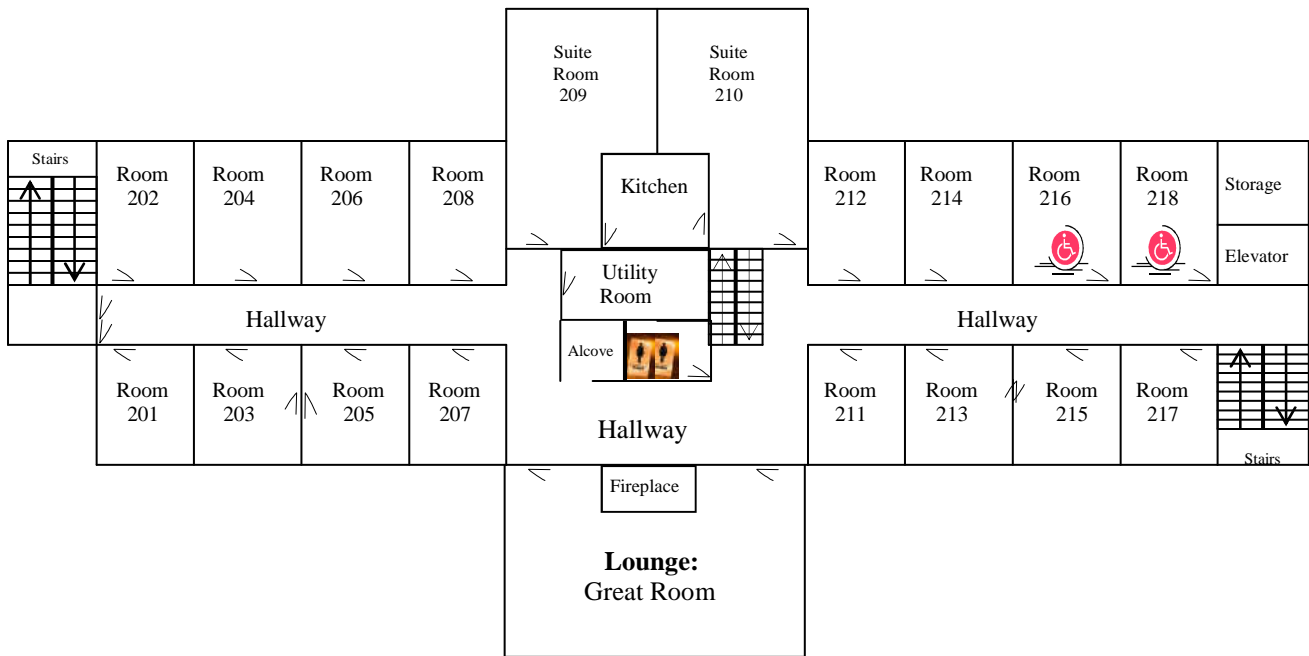 Suite
Room
209
Suite
Room
210
Stairs
Room
202
Room
204
Room
206
Room
208
Kitchen
Room
212
Room
214
Room
216
Room
218
Storage
Elevator
Utility
Room
Hallway
Hallway
Alcove
Room
201
Room
203
Room
205
Room
207
Hallway
Room
211
Room
213
Room
215
Room
217
Stairs
Fireplace
Lounge:
Great Room